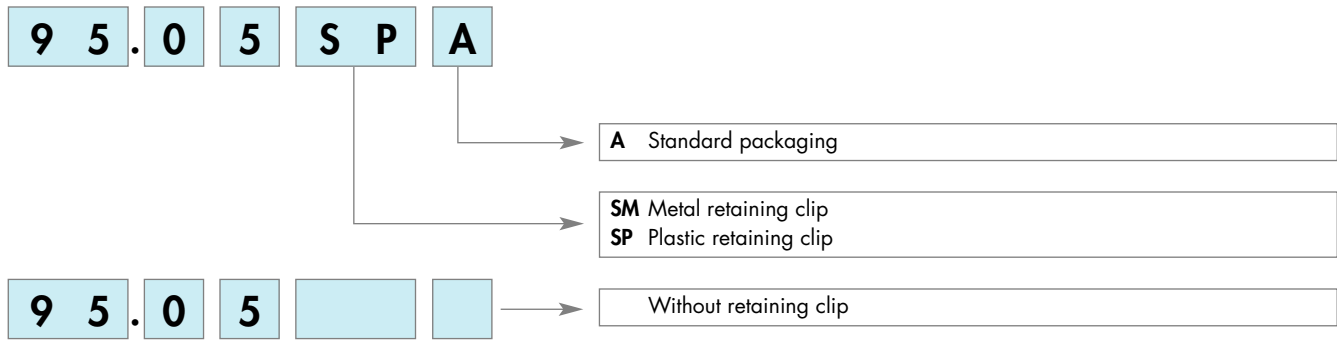 9 5 . 0 5 S P A
A Standard packaging
SM Metal retaining clip
SP Plastic retaining clip
9 5 . 0 5
Without retaining clip